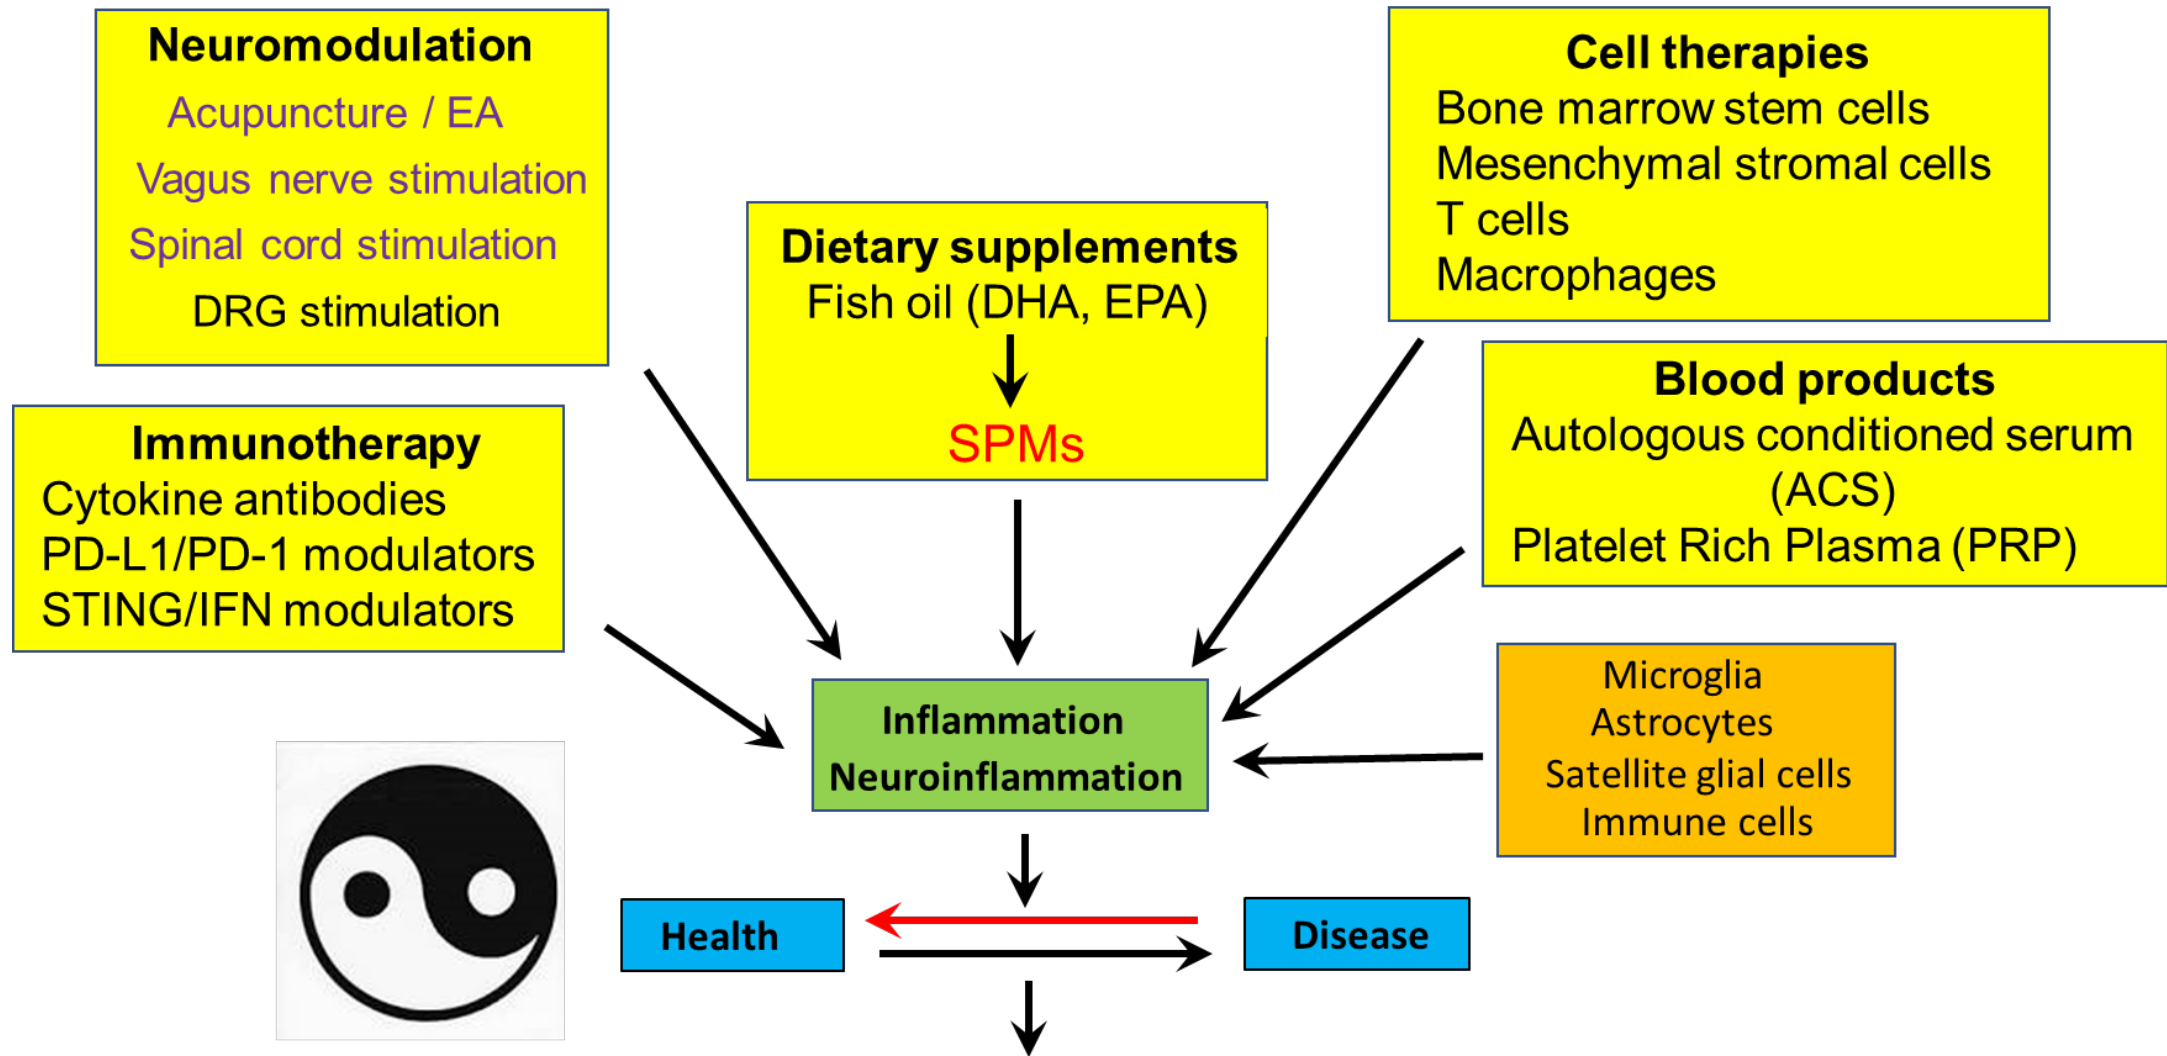 Neuromodulation
Acupuncture / EA
Vagus nerve stimulation
Spinal cord stimulation
DRG stimulation
Immunotherapy
Cytokine antibodies
PD-L1/PD-1 modulators
STING/IFN modulators
Dietary supplements
Fish oil (DHA, EPA)
SPMs
Cell therapies
Bone marrow stem cells
Mesenchymal stromal cells
T cells
Macrophages
Blood products
Autologous conditioned serum
(ACS)
Platelet Rich Plasma (PRP)
Microglia
Astrocytes
Satellite glial cells
Immune cells
Inflammation
Neuroinflammation
Health
Disease